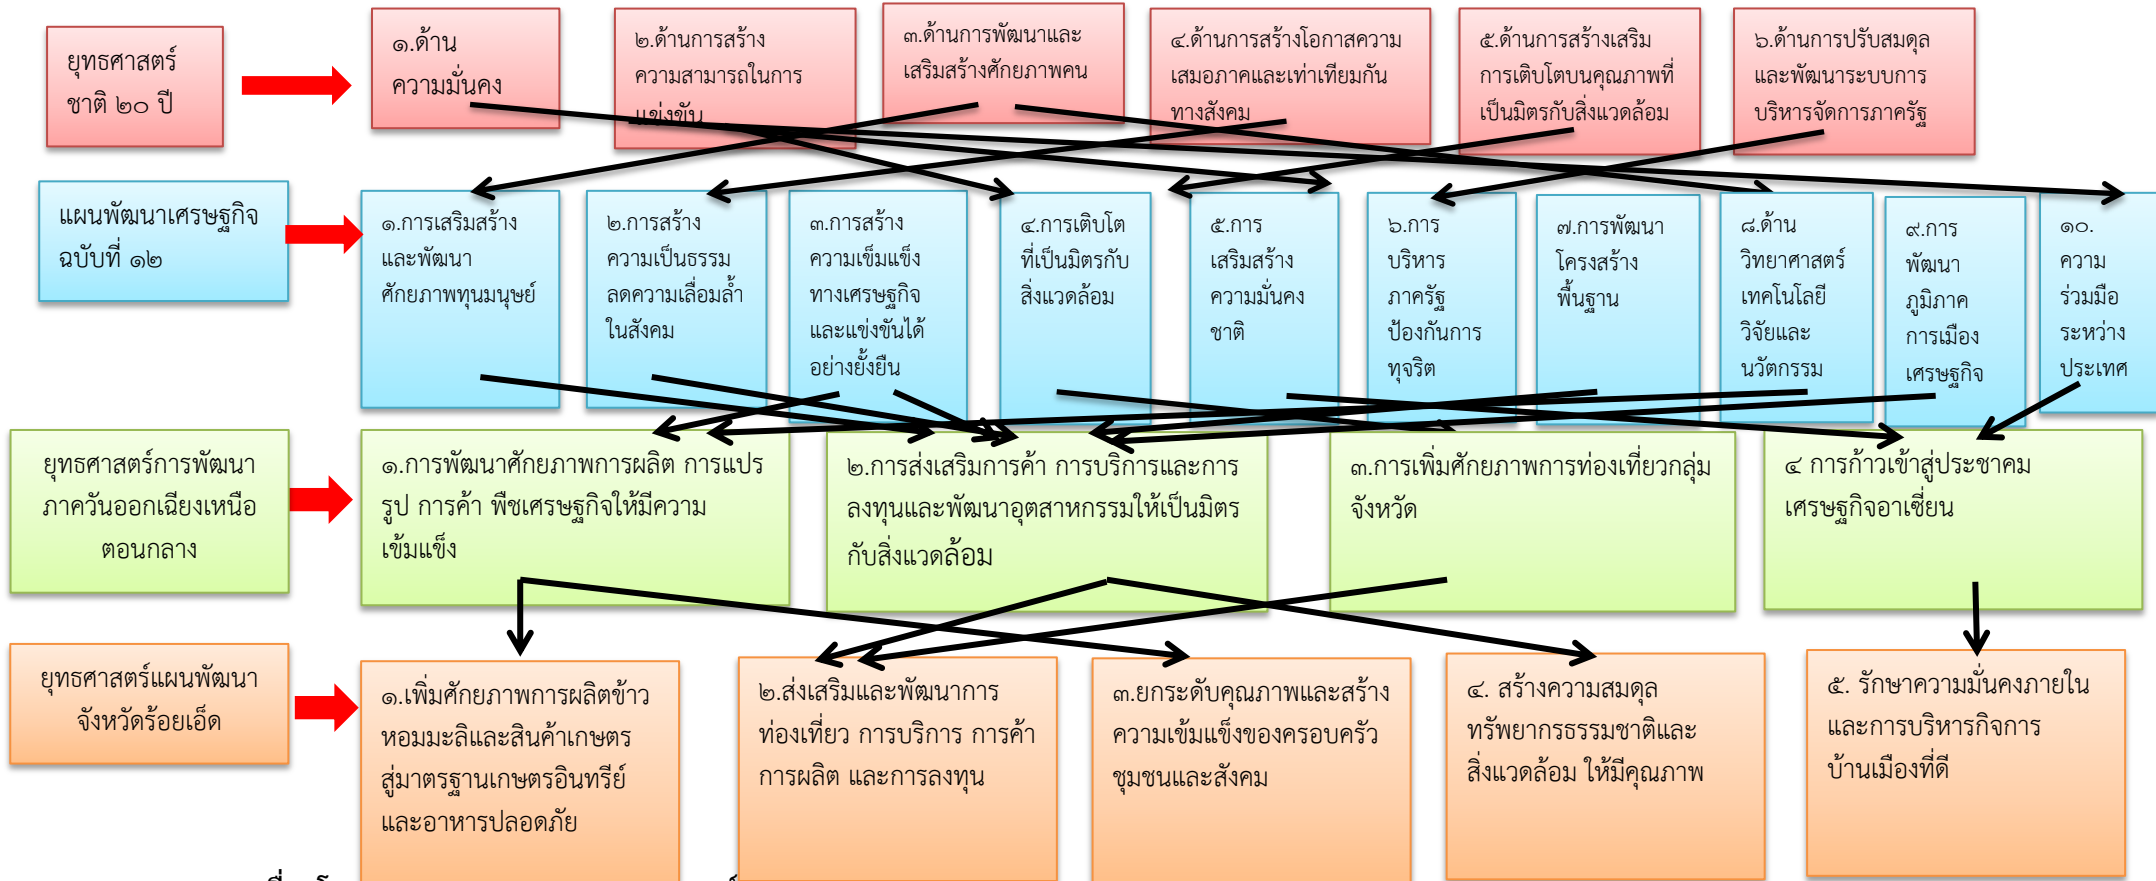 ยุทธศาสตร์
ชาติ ๒๐ ปี
๑.ด้าน
ความมั่นคง
๒.ด้านการสร้าง
ความสามารถในการ
แข่งขัน
๓.ด้านการพัฒนาและ
เสริมสร้างศักยภาพคน
๔.ด้านการสร้างโอกาสความ
เสมอภาคและเท่าเทียมกัน
ทางสังคม
๕.ด้านการสร้างเสริม
การเติบโตบนคุณภาพที่
เป็นมิตรกับสิ่งแวดล้อม
๖.ด้านการปรับสมดุล
และพัฒนาระบบการ
บริหารจัดการภาครัฐ
แผนพัฒนาเศรษฐกิจ
ฉบับที่ ๑๒
๑.การเสริมสร้าง
และพัฒนา
ศักยภาพทุนมนุษย์
๒.การสร้าง
ความเป็นธรรม
ลดความเลื่อมล้ำ
ในสังคม
๓.การสร้าง
ความเข็มแข็ง
ทางเศรษฐกิจ
และแข่งขันได้
อย่างยั้งยืน
๔.การเติบโต
ที่เป็นมิตรกับ
สิ่งแวดล้อม
๕.การ
เสริมสร้าง
ความมั่นคง
ชาติ
๖.การ
บริหาร
ภาครัฐ
ป้องกันการ
ทุจริต
๗.การพัฒนา
โครงสร้าง
พื้นฐาน
๘.ด้าน
วิทยาศาสตร์
เทคโนโลยี
วิจัยและ
นวัตกรรม
๙.การ
พัฒนา
ภูมิภาค
การเมือง
เศรษฐกิจ
๑๐.
ความ
ร่วมมือ
ระหว่าง
ประเทศ
ยุทธศาสตร์การพัฒนา
ภาควันออกเฉียงเหนือ
ตอนกลาง
๑.การพัฒนาศักยภาพการผลิต การแปร
รูป การค้า พืชเศรษฐกิจให้มีความ
เข้มแข็ง
๒.การส่งเสริมการค้า การบริการและการ
ลงทุนและพัฒนาอุตสาหกรรมให้เป็นมิตร
กับสิ่งแวดล้อม
๓.การเพิ่มศักยภาพการท่องเที่ยวกลุ่ม
จังหวัด
๔ การก้าวเข้าสู่ประชาคม
เศรษฐกิจอาเซี่ยน
ยุทธศาสตร์แผนพัฒนา
จังหวัดร้อยเอ็ด
๑.เพิ่มศักยภาพการผลิตข้าว
หอมมะลิและสินค้าเกษตร
สู่มาตรฐานเกษตรอินทรีย์
และอาหารปลอดภัย
๒.ส่งเสริมและพัฒนาการ
ท่องเที่ยว การบริการ การค้า
การผลิต และการลงทุน
๓.ยกระดับคุณภาพและสร้าง
ความเข้มแข็งของครอบครัว
ชุมชนและสังคม
๔. สร้างความสมดุล
ทรัพยากรธรรมชาติและ
สิ่งแวดล้อม ให้มีคุณภาพ
๕. รักษาความมั่นคงภายใน
และการบริหารกิจการ
บ้านเมืองที่ดี